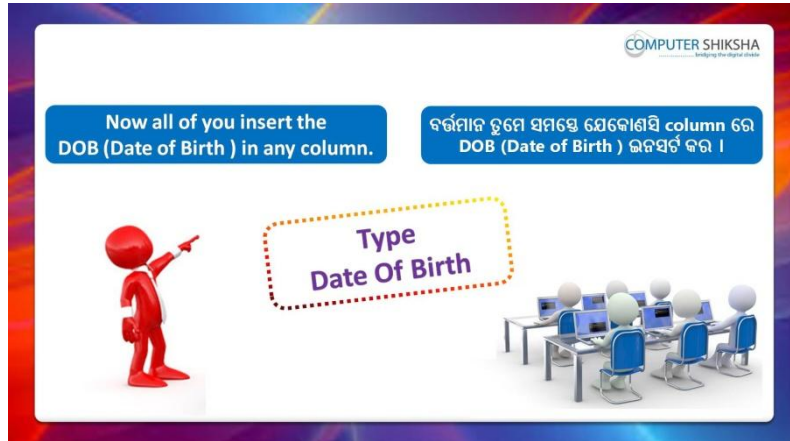 COMPUTER SHIKSHA
bridging the digital divide
Now all of you insert the
DOB (Date of Birth ) in any column.
ବର୍ତ୍ତମାନ ତୁମେ ସମସ୍ତେ ଯେକୋଣସି column ରେ
DOB (Date of Birth ) ଇନସର୍ଟ କର ।
Type
Date Of Birth